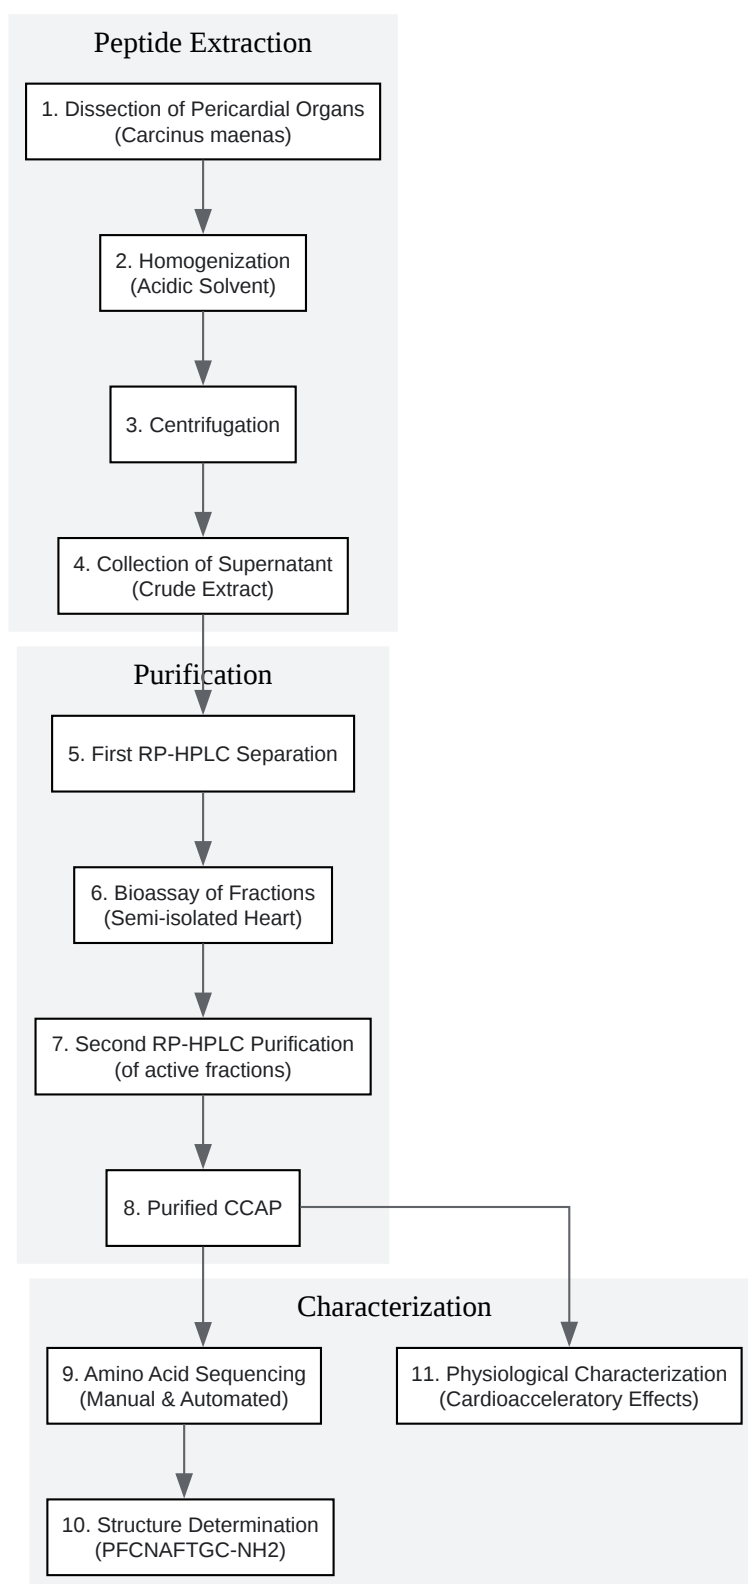 Peptide Extraction
1. Dissection of Pericardial Organs
(Carcinus maenas)
2. Homogenization
(Acidic Solvent)
3. Centrifugation
4. Collection of Supernatant
(Crude Extract)
Purification
5. First RP-HPLC Separation
6. Bioassay of Fractions
(Semi-isolated Heart)
7. Second RP-HPLC Purification
(of active fractions)
8. Purified CCAP
Characterization
9. Amino Acid Sequencing
(Manual & Automated)
11. Physiological Characterization
(Cardioacceleratory Effects)
10. Structure Determination
(PFCNAFTGC-NH2)